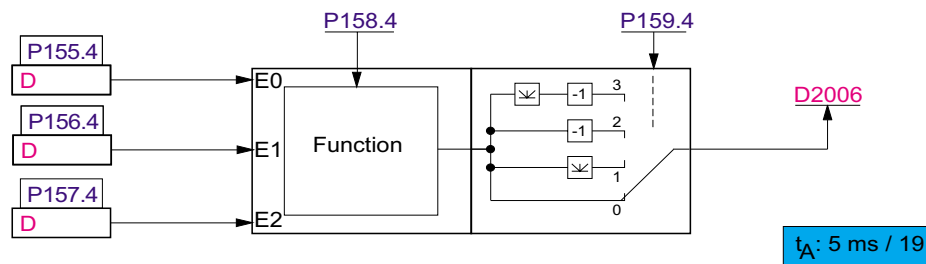 P158.4
P159.4
P155.4
D
E0
P156.4
D
E1
Function
P157.4
D
E2
-1
3
-1
2
1
0
D2006
tA: 5 ms / 19